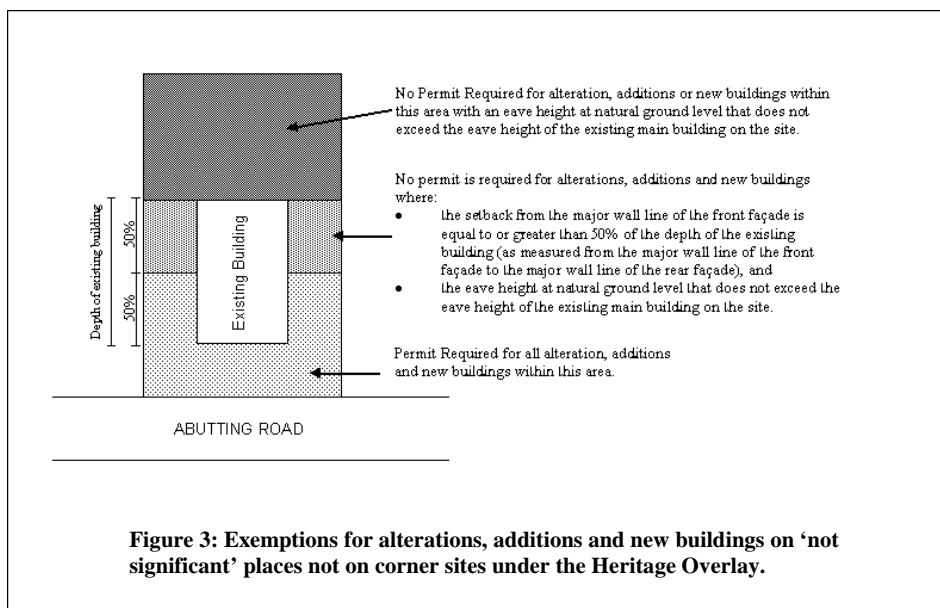 No Permit Required for alteration, additions or new buildings within
this area with an eave height at natural ground level that does not
exceed the eave height of the existing main building on the site.
No permit is required for alterations, additions and new buildings
where:
• the setback from the major wall line of the front façade is
equal to or greater than 50% of the depth of the existing
building (as measured from the major wall line of the front
façade to the major wall line of the rear façade), and
• the eave height at natural ground level that does not exceed the
eave height of the existing main building on the site.
Depth of existing building
50%
50%
Existing Building
Permit Required for all alteration, additions
and new buildings within this area.
ABUTTING ROAD
Figure 3: Exemptions for alterations, additions and new buildings on ‘not
significant’ places not on corner sites under the Heritage Overlay.